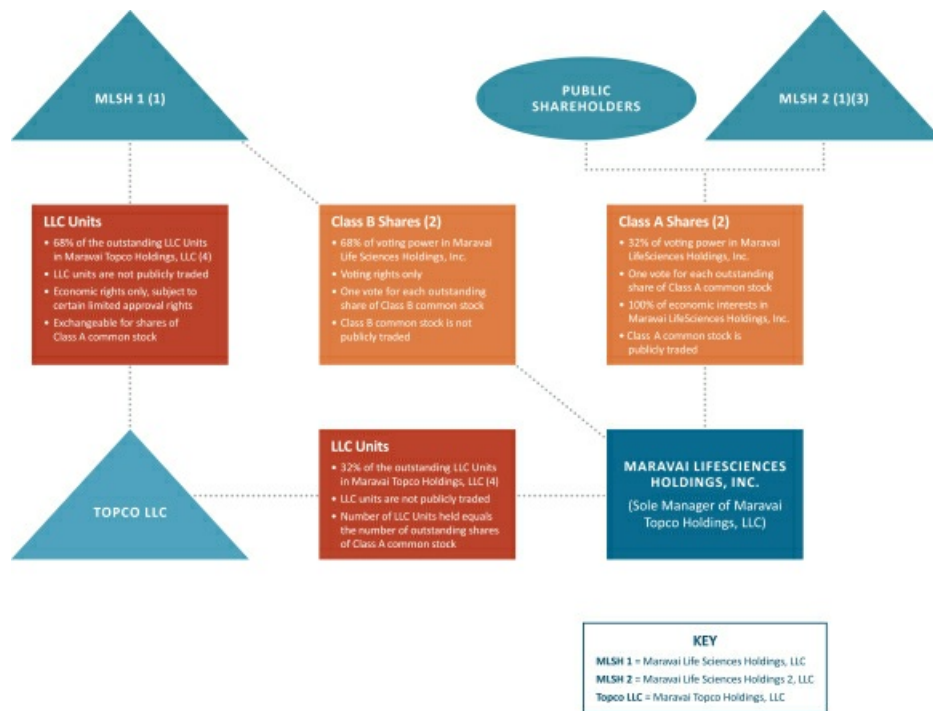 MLSH 1 (1)
PUBLIC
SHAREHOLDERS
MLSH 2 (1)(3)
LLC Units
• 68% of the outstanding LLC Units
in Maravai Topco Holdings, LLC (4)
• LLC units are not publicly traded
• Economic rights only, subject to
certain limited approval rights
• Exchangeable for shares of
Class A common stock
Class B Shares (2)
• 68% of voting power in Maravai
Life Sciences Holdings, Inc.
• Voting rights only
• One vote for each outstanding
share of Class B common stock
• Class B common stock is not
publicly traded
Class A Shares (2)
• 32% of voting power in Maravai
LifeSciences Holdings, Inc.
• One vote for each outstanding
share of Class A common stock
• 100% of economic interests in
Maravai LifeSciences Holdings, Inc.
• Class A common stock is
publicly traded
TOPCO LLC
LLC Units
• 32% of the outstanding LLC Units
in Maravai Topco Holdings, LLC (4)
• LLC units are not publicly traded
• Number of LLC Units held equals
the number of outstanding shares
of Class A common stock
MARAVAI LIFESCIENCES
HOLDINGS, INC.
(Sole Manager of Maravai
Topco Holdings, LLC)
KEY
MLSH 1 = Maravai Life Sciences Holdings, LLC
MLSH 2 = Maravai Life Sciences Holdings 2, LLC
Topco LLC = Maravai Topco Holdings, LLC